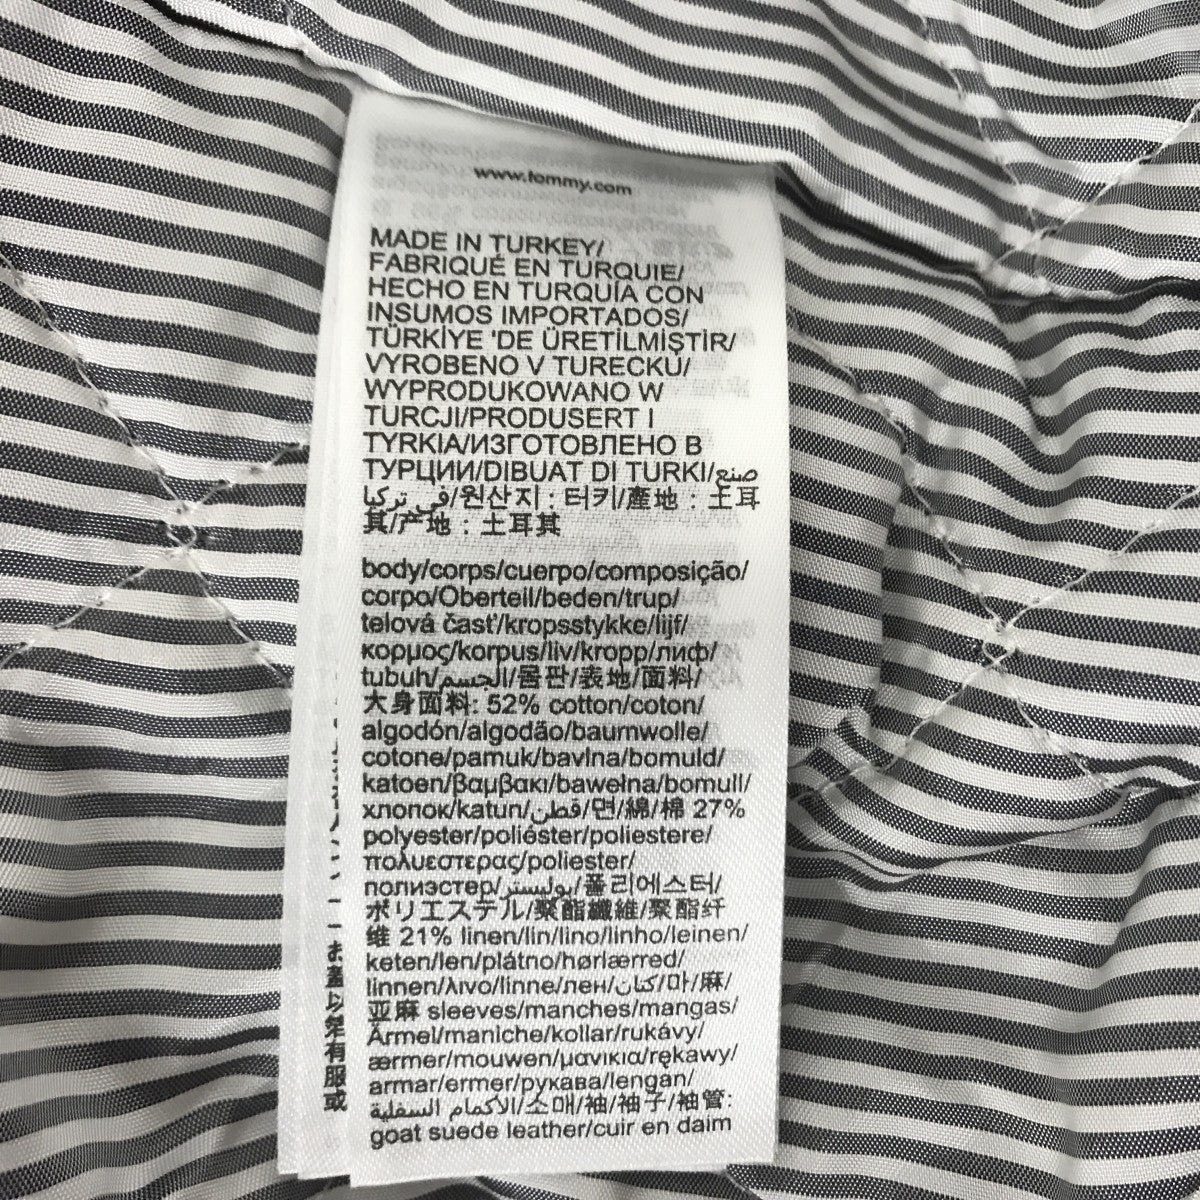 www.tommy.com
MADE IN TURKEY/
FABRIQUÉ EN TURQUIE/
HECHO EN TURQUÍA CON
INSUMOS IMPORTADOS/
TÜRKİYE 'DE ÜRETİLMİŞTİR/
VYROBENO V TURECKU/
WYPRODUKOWANO W
TURCJI/PRODUSERT I
TYRKIA/ИЗГОТОВЛЕНО В
ТУРЦИИ/DIBUAT DI TURKI/صنع
في تركيا/원산지 : 터키/產地 : 土耳
其/产地 : 土耳其
body/corps/cuerpo/composição/
corpo/Oberteil/beden/trup/
telová časť/kropsstykke/lijf/
κορμος/korpus/liv/kropp/лиф/
tubuh/الجسم/몸판/表地/面料/
大身面料: 52% cotton/coton/
algodón/algodão/baumwolle/
cotone/pamuk/bavlna/bomuld/
katoen/βαμβακι/bawełna/bomull/
хлопок/katun/قطن/면/綿/棉 27%
polyester/poliéster/poliestere/
πολυεστερας/poliester/
полиэстер/بوليستر/폴리에스터/
ポリエステル/聚酯纖維/聚酯纤
维 21% linen/lin/lino/linho/leinen/
keten/len/plátno/hørlærred/
linnen/λινο/linne/лен/كتان/마/麻/
亚麻 sleeves/manches/mangas/
Ärmel/maniche/kollar/rukávy/
ærmer/mouwen/μανικια/rękawy/
armar/ermer/рукава/lengan/
الأكمام السفلية/소매/袖/袖子/袖管:
goat suede leather/cuir en daim